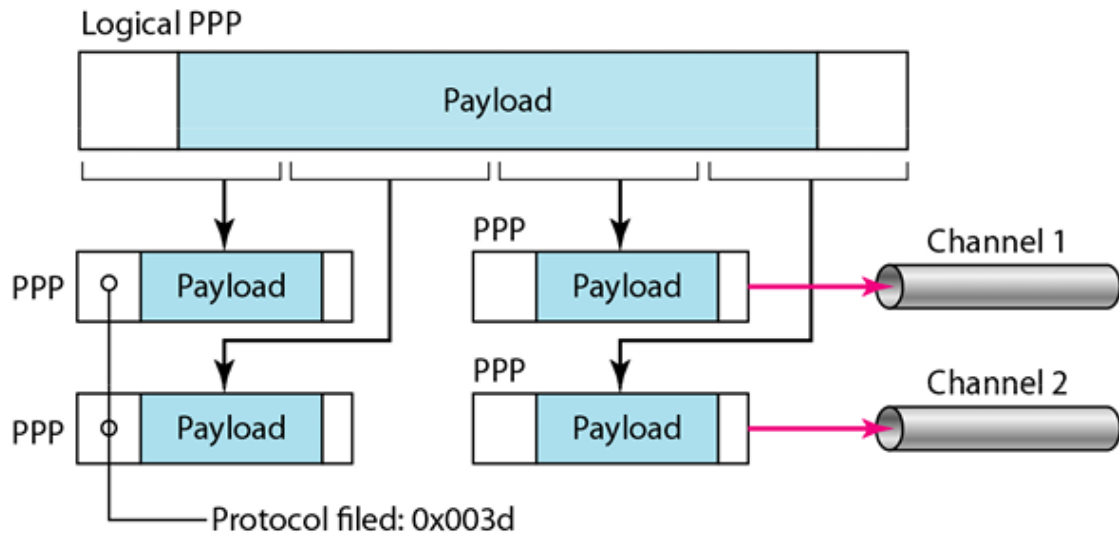 Logical PPP
Payload
PPP
Channel 1
PPP
Payload
Payload
PPP
Channel 2
PPP
Payload
Payload
Protocol filed: 0x003d